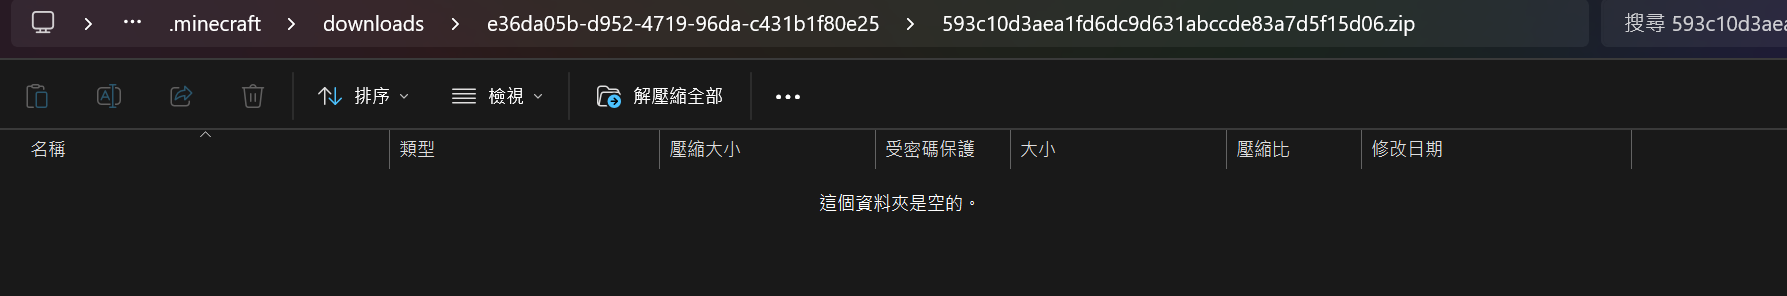 .minecraft > downloads > e36da05b-d952-4719-96da-c431b1f80e25 > 593c10d3aea1fd6dc9d631abccde83a7d5f15d06.zip 搜尋 593c10d3aea
排序 檢視 解壓縮全部
名稱 類型 壓縮大小 受密碼保護 大小 壓縮比 修改日期
這個資料夾是空的。